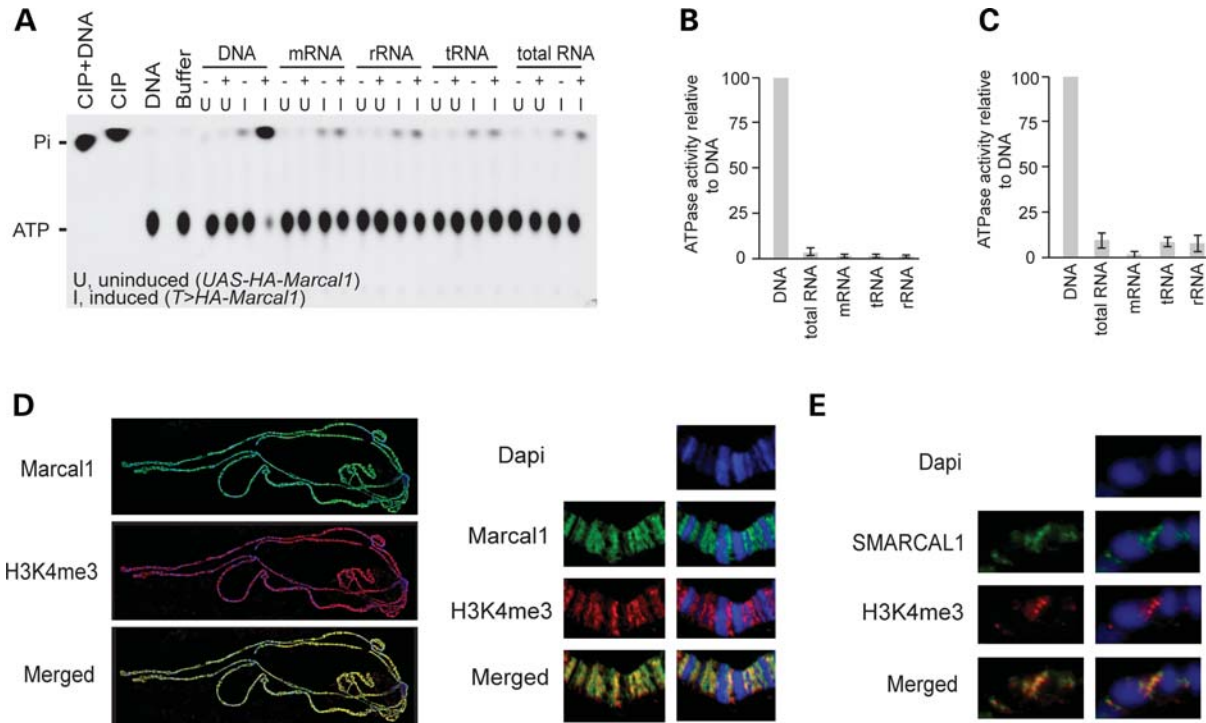 A
CIP+DNA
CIP
DNA
Buffer
DNA mRNA rRNA tRNA total RNA
- + - + - + - + - + - + - + - + - + - +
U U I I U U I I U U I I U U I I U U I I
Pi
ATP
U, uninduced (UAS-HA-Marcal1)
I, induced (T>HA-Marcal1)
B
ATPase activity relative
to DNA
100
75
50
25
0
DNA
total RNA
mRNA
tRNA
rRNA
C
ATPase activity relative
to DNA
100
75
50
25
0
DNA
total RNA
mRNA
tRNA
rRNA
D
Marcal1
H3K4me3
Merged
Dapi
Marcal1
H3K4me3
Merged
E
Dapi
SMARCAL1
H3K4me3
Merged